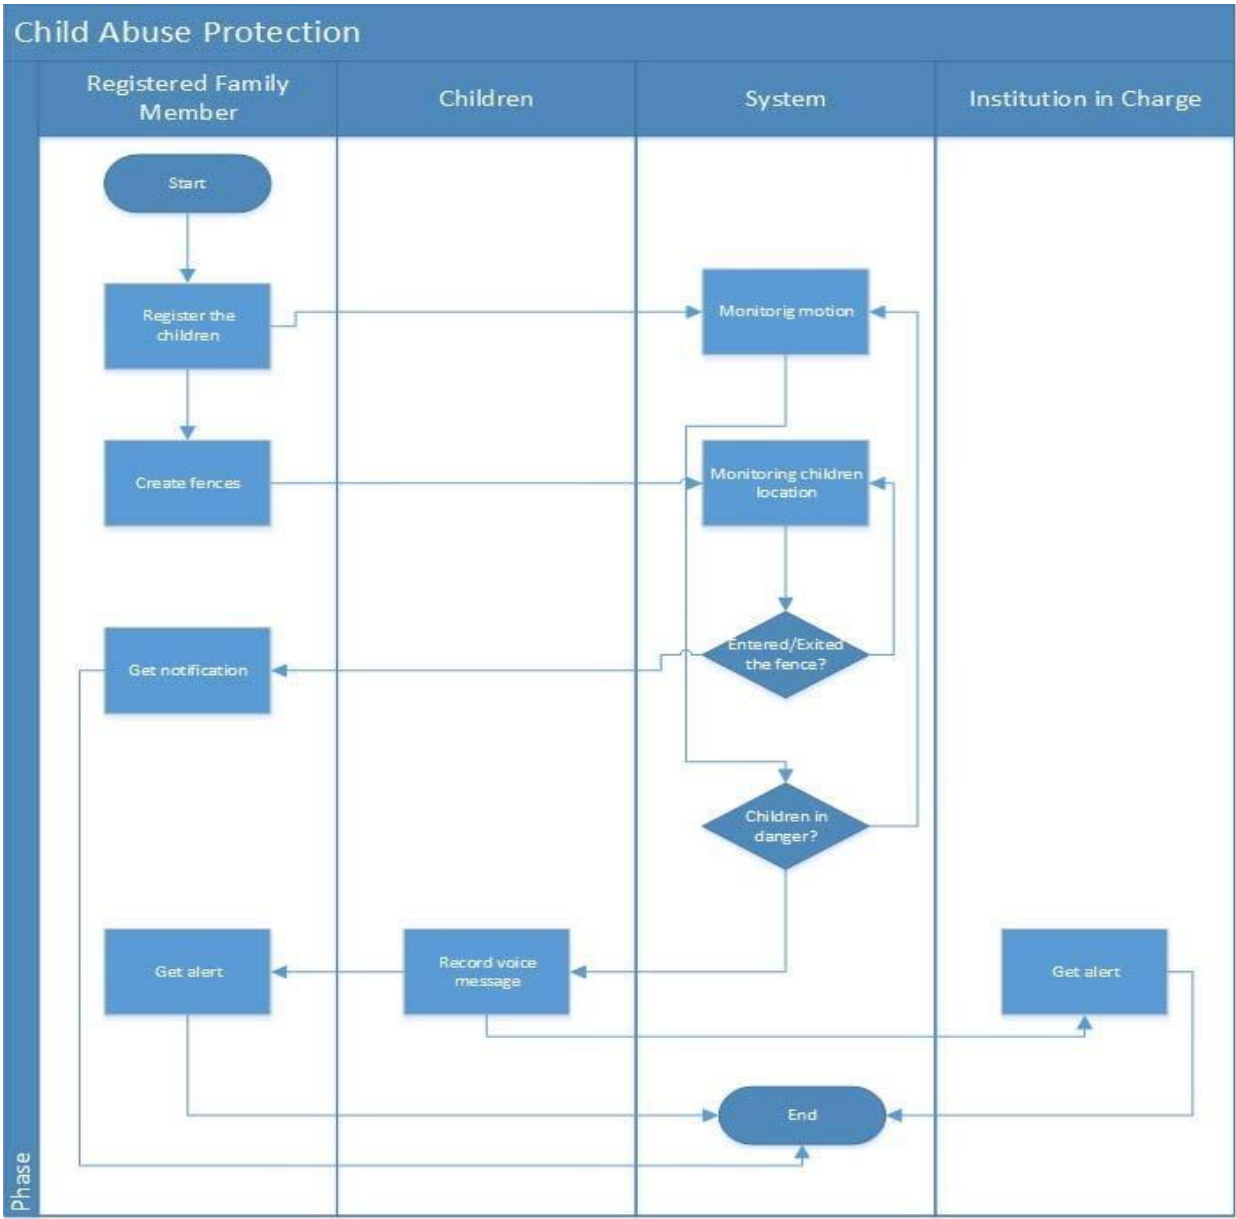 Child Abuse Protection
Registered Family
Member
Children
System
Institution in Charge
Start
Register the
children
Monitorig motion
Create fences
Monitoring children
location
Get notification
Entered/Exited
the fence?
Children in
danger?
Get alert
Record voice
message
Get alert
End
Phase